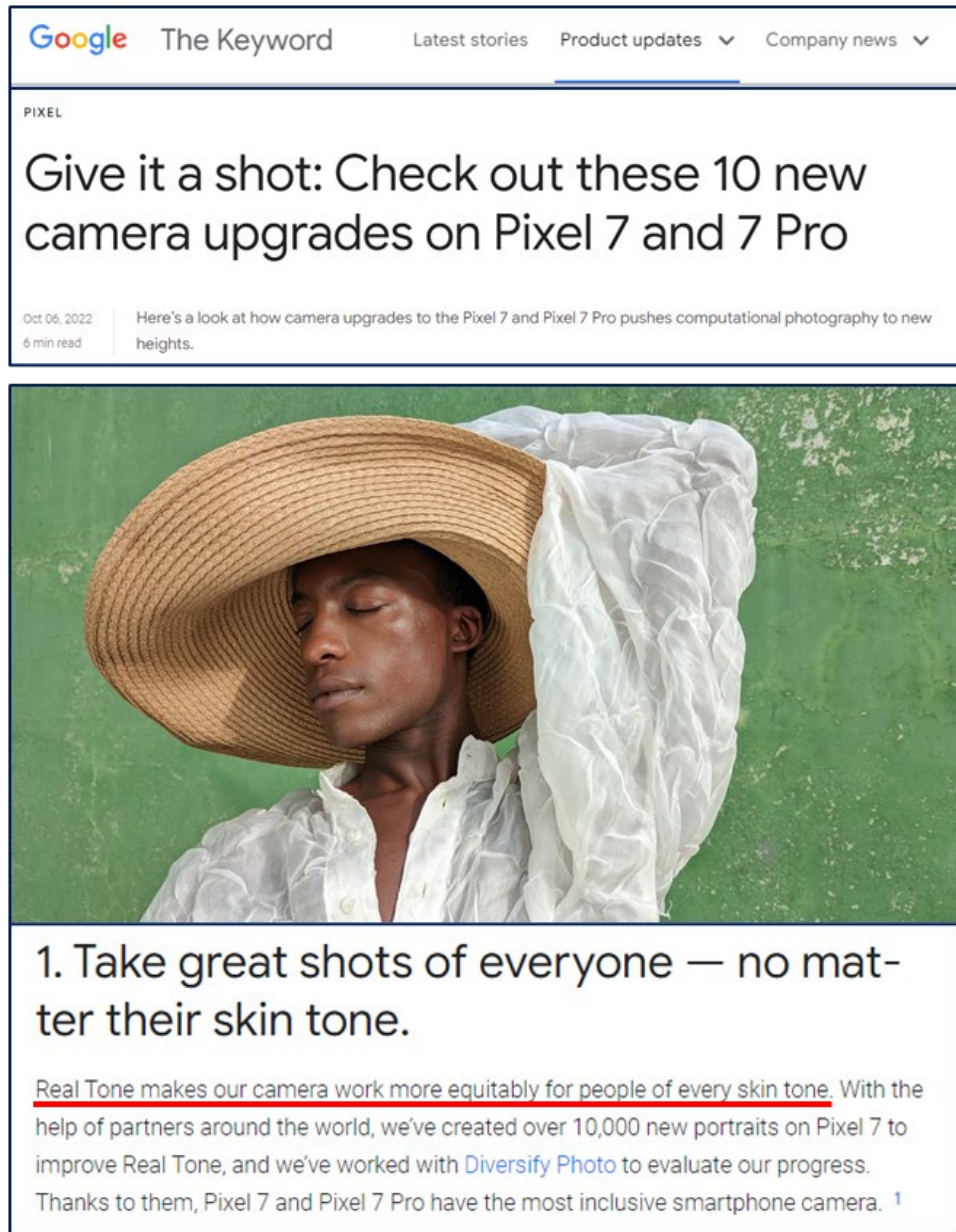 Google The Keyword Latest stories Product updates Company news
PIXEL
Give it a shot: Check out these 10 new
camera upgrades on Pixel 7 and 7 Pro
Oct 06, 2022
6 min read
Here's a look at how camera upgrades to the Pixel 7 and Pixel 7 Pro pushes computational photography to new
heights.
1. Take great shots of everyone — no mat-
ter their skin tone.
Real Tone makes our camera work more equitably for people of every skin tone. With the
help of partners around the world, we've created over 10,000 new portraits on Pixel 7 to
improve Real Tone, and we've worked with Diversify Photo to evaluate our progress.
Thanks to them, Pixel 7 and Pixel 7 Pro have the most inclusive smartphone camera. 1